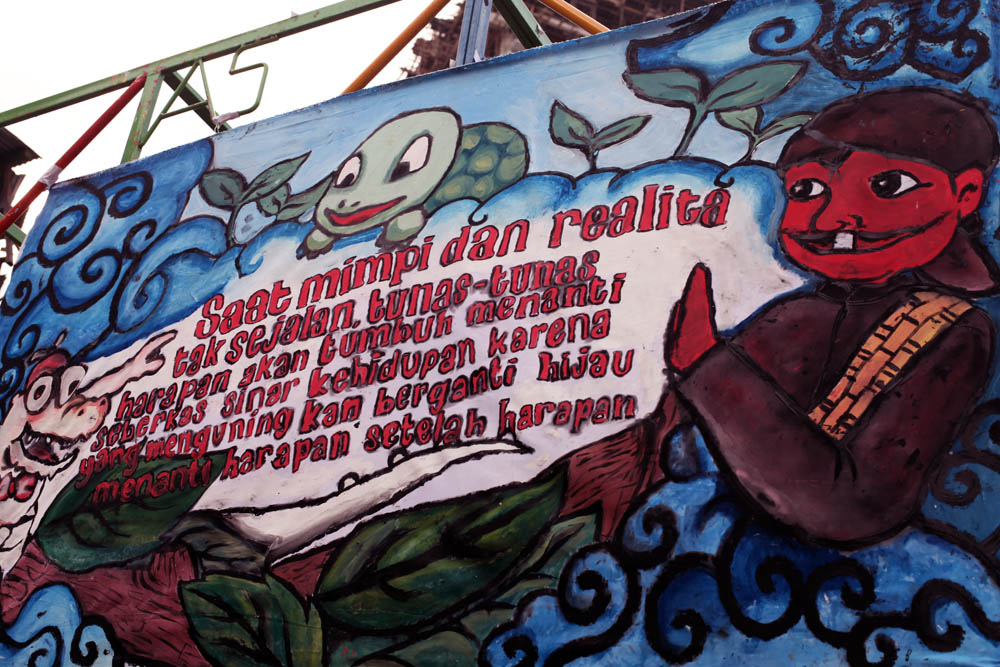 Saat mimpi dan realita
tak sejalan, tunas-tunas
harapan akan tumbuh menanti
seberkas sinar kehidupan karena
yang menguning kan berganti hijau
menanti harapan setelah harapan